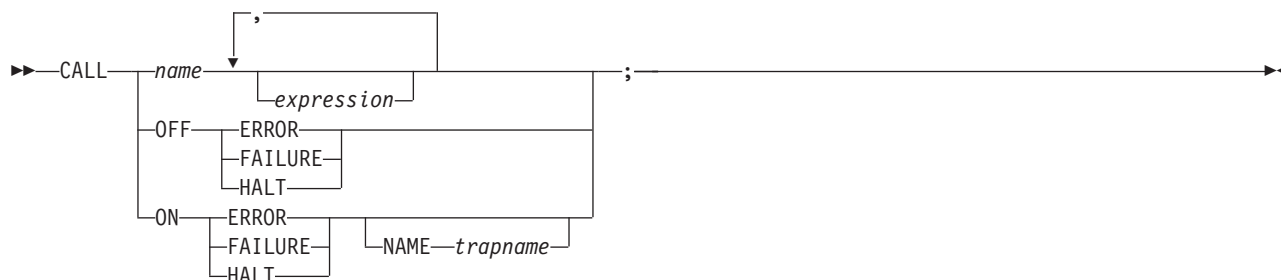 ,
CALL name ;
expression
OFF ERROR
FAILURE
HALT
ON ERROR
FAILURE NAME trapname
HALT